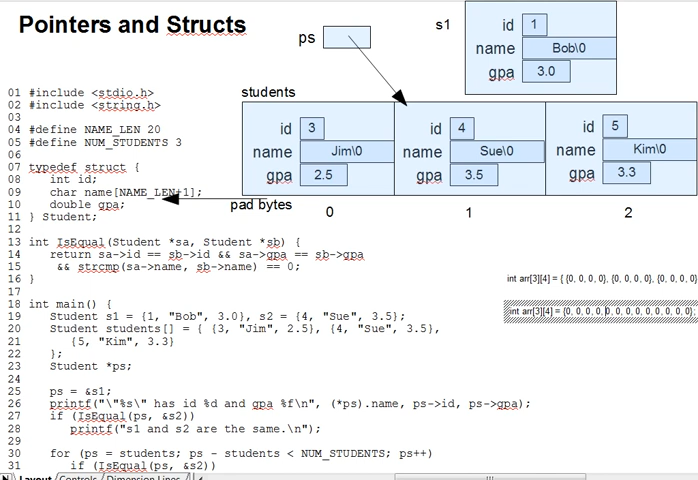 Pointers and Structs
ps
s1
id 1
name Bob\0
gpa 3.0
students
id 3
name Jim\0
gpa 2.5
id 4
name Sue\0
gpa 3.5
id 5
name Kim\0
gpa 3.3
pad bytes
0
1
2
01 #include <stdio.h>
02 #include <string.h>
03
04 #define NAME_LEN 20
05 #define NUM_STUDENTS 3
06
07 typedef struct {
08    int id;
09    char name[NAME_LEN+1];
10    double gpa;
11 } Student;
12
13 int IsEqual(Student *sa, Student *sb) {
14    return sa->id == sb->id && sa->gpa == sb->gpa
15     && strcmp(sa->name, sb->name) == 0;
16 }
17
18 int main() {
19    Student s1 = {1, "Bob", 3.0}, s2 = {4, "Sue", 3.5};
20    Student students[] = { {3, "Jim", 2.5}, {4, "Sue", 3.5},
21       {5, "Kim", 3.3}
22    };
23    Student *ps;
24
25    ps = &s1;
26    printf("\"%s\" has id %d and gpa %f\n", (*ps).name, ps->id, ps->gpa);
27    if (IsEqual(ps, &s2))
28       printf("s1 and s2 are the same.\n");
29
30    for (ps = students; ps - students < NUM_STUDENTS; ps++)
31       if (IsEqual(ps, &s2))
int arr[3][4] = { {0, 0, 0, 0}, {0, 0, 0, 0}, {0, 0, 0, 0}
int arr[3][4] = {0, 0, 0, 0, 0, 0, 0, 0, 0, 0, 0, 0};
Layout Controls Dimension Lines